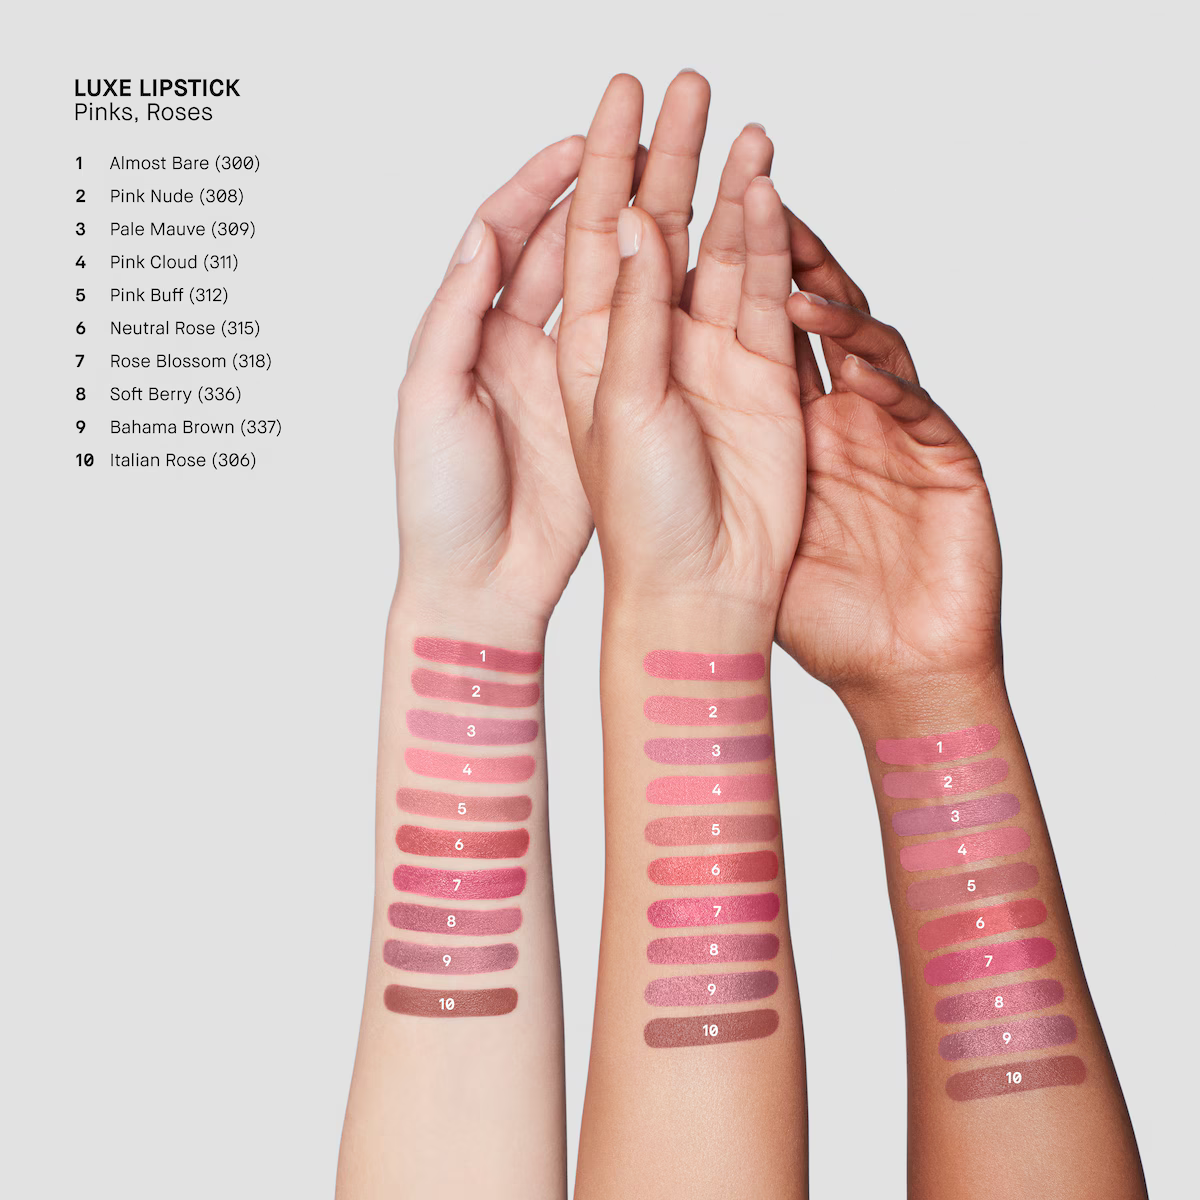 LUXE LIPSTICK
Pinks, Roses
1 Almost Bare (300)
2 Pink Nude (308)
3 Pale Mauve (309)
4 Pink Cloud (311)
5 Pink Buff (312)
6 Neutral Rose (315)
7 Rose Blossom (318)
8 Soft Berry (336)
9 Bahama Brown (337)
10 Italian Rose (306)
1
2
3
4
5
6
7
8
9
10
1
2
3
4
5
6
7
8
9
10
1
2
3
4
5
6
7
8
9
10